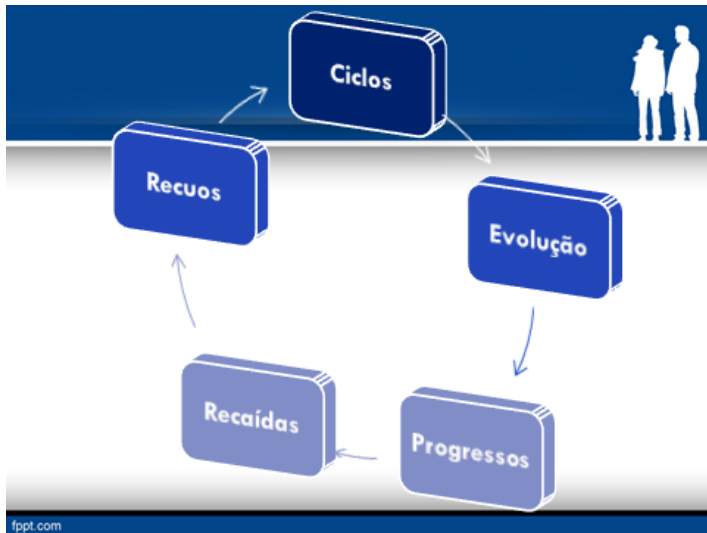 Ciclos
Evolução
Progressos
Recaídas
Recuos
fppt.com